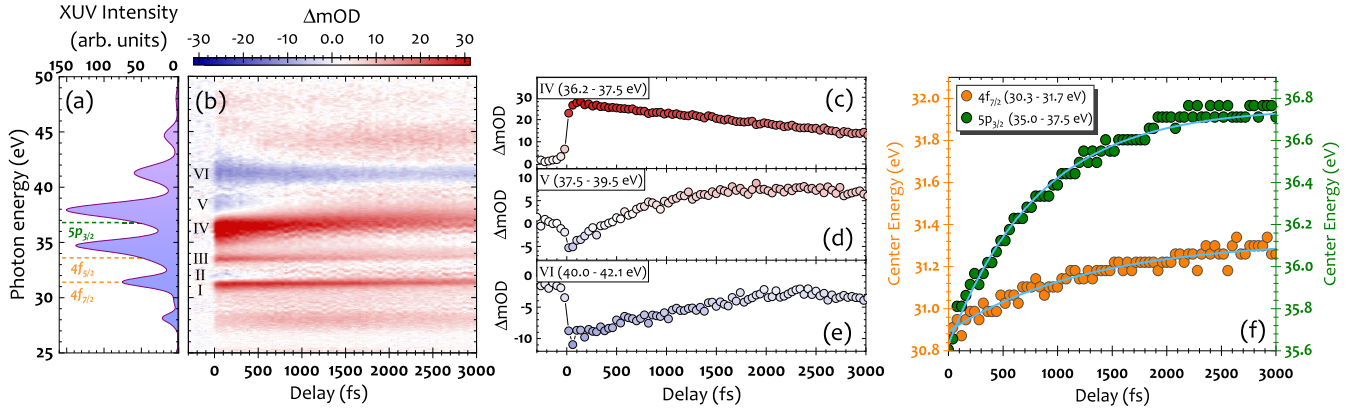 XUV Intensity
(arb. units)
150 100 50 0
ΔmOD
-30 -20 -10 0 10 20 30
(a)
(b)
Photon energy (eV)
50
45
40
35
30
25
5p3/2
4f5/2
4f7/2
VI
V
IV
III
II
I
0 500 1000 1500 2000 2500 3000
Delay (fs)
IV (36.2 - 37.5 eV)
(c)
ΔmOD
30
20
10
0
V (37.5 - 39.5 eV)
(d)
ΔmOD
10
5
0
-5
VI (40.0 - 42.1 eV)
(e)
ΔmOD
0
-5
-10
0 500 1000 1500 2000 2500 3000
Delay (fs)
4f7/2 (30.3 - 31.7 eV)
5p3/2 (35.0 - 37.5 eV)
(f)
Center Energy (eV)
32.0
31.8
31.6
31.4
31.2
31.0
30.8
Center Energy (eV)
36.8
36.6
36.4
36.2
36.0
35.8
35.6
0 500 1000 1500 2000 2500 3000
Delay (fs)